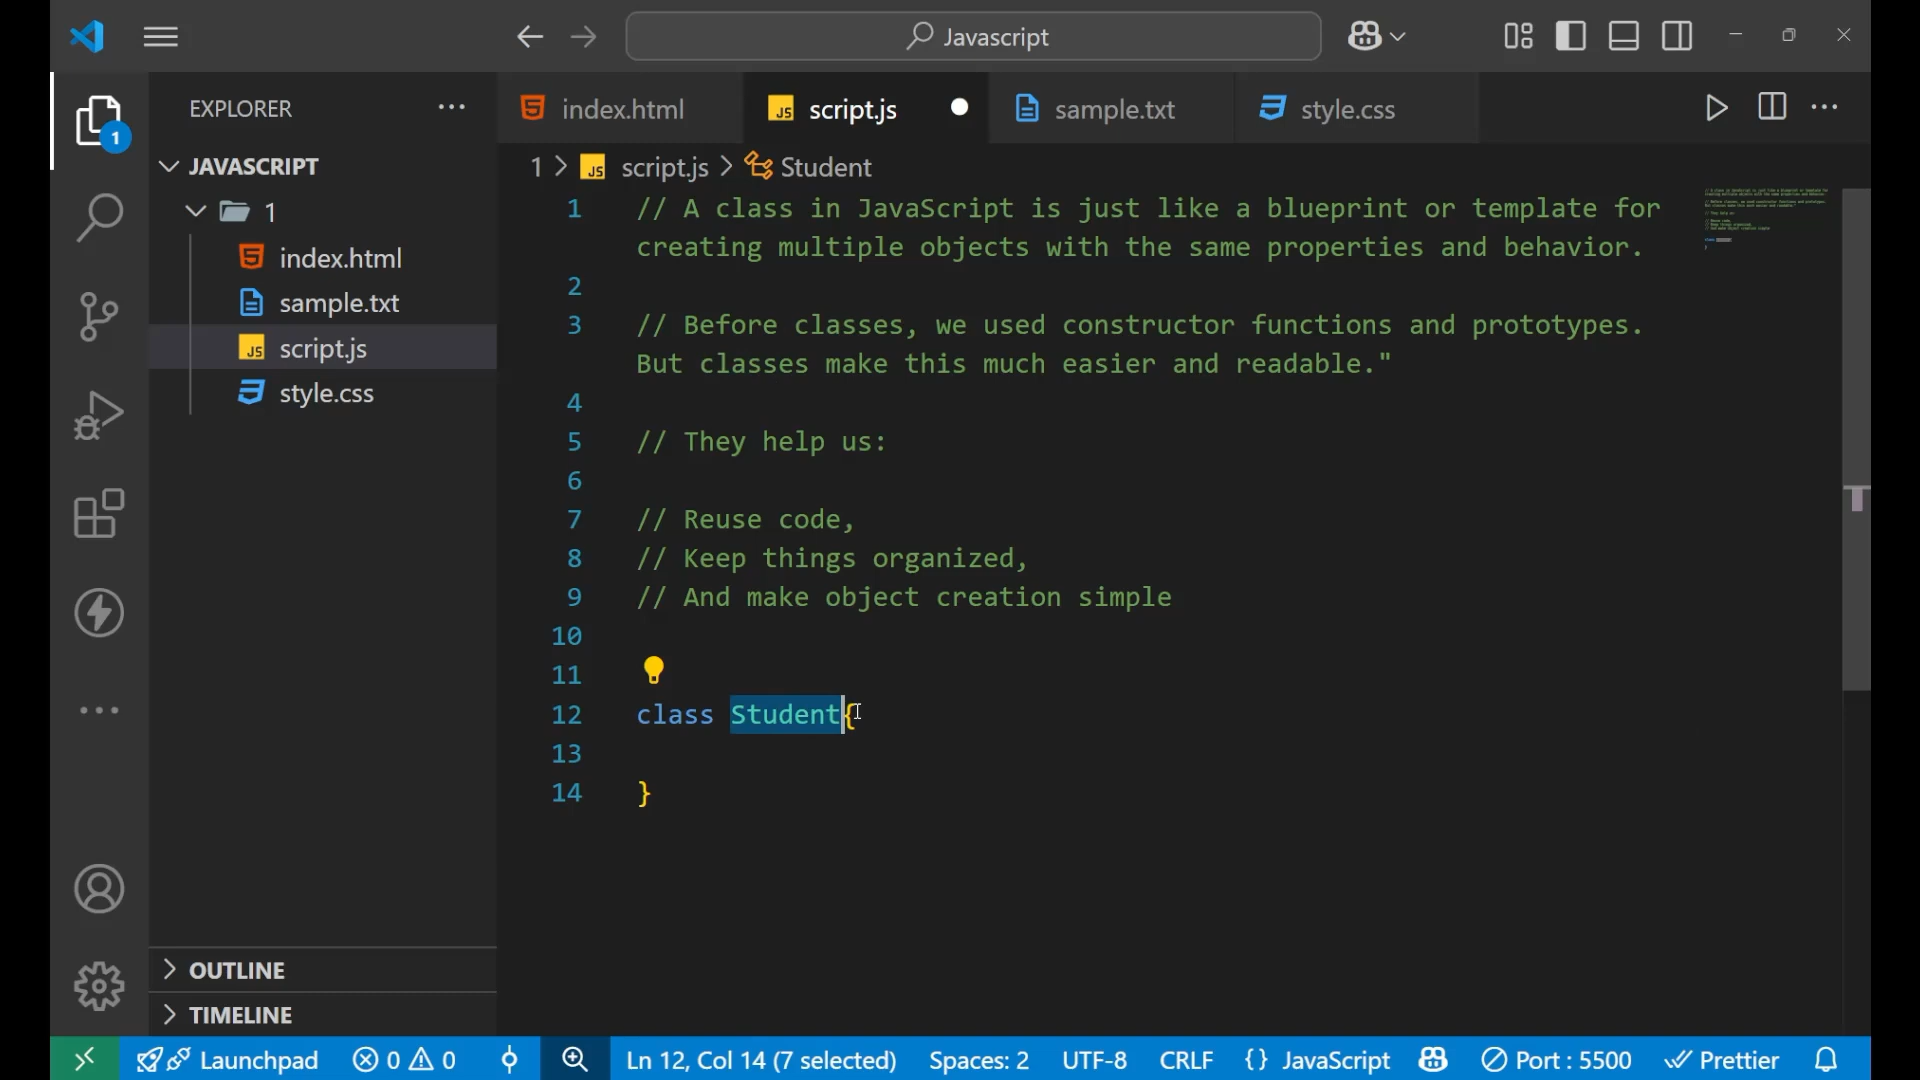 Javascript
EXPLORER
index.html
script.js
sample.txt
style.css
JAVASCRIPT
1 > script.js > Student
1
index.html
sample.txt
script.js
style.css
1 // A class in JavaScript is just like a blueprint or template for
creating multiple objects with the same properties and behavior.
2
3 // Before classes, we used constructor functions and prototypes.
But classes make this much easier and readable."
4
5 // They help us:
6
7 // Reuse code,
8 // Keep things organized,
9 // And make object creation simple
10
11
12 class Student{
13
14 }
1
OUTLINE
TIMELINE
Launchpad 0 0 Ln 12, Col 14 (7 selected) Spaces: 2 UTF-8 CRLF {} JavaScript Port : 5500 Prettier